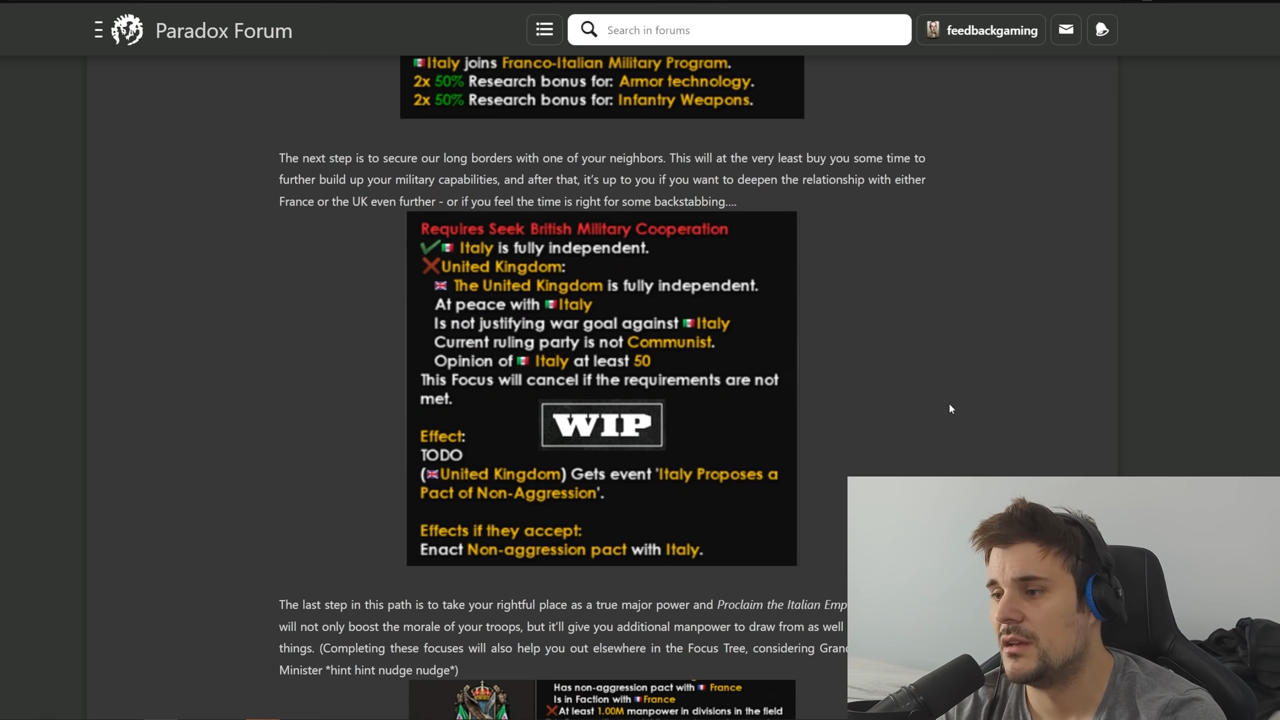 Paradox Forum
Search in forums
feedbackgaming
Italy joins Franco-Italian Military Program.
2x 50% Research bonus for: Armor technology.
2x 50% Research bonus for: Infantry Weapons.
The next step is to secure our long borders with one of your neighbors. This will at the very least buy you some time to
further build up your military capabilities, and after that, it's up to you if you want to deepen the relationship with either
France or the UK even further - or if you feel the time is right for some backstabbing....
Requires Seek British Military Cooperation
Italy is fully independent.
United Kingdom:
The United Kingdom is fully independent.
At peace with Italy
Is not justifying war goal against Italy
Current ruling party is not Communist.
Opinion of Italy at least 50
This Focus will cancel if the requirements are not
met.
WIP
Effect:
TODO
(United Kingdom) Gets event 'Italy Proposes a
Pact of Non-Aggression'.
Effects if they accept:
Enact Non-aggression pact with Italy.
The last step in this path is to take your rightful place as a true major power and Proclaim the Italian Emp
will not only boost the morale of your troops, but it'll give you additional manpower to draw from as well
things. (Completing these focuses will also help you out elsewhere in the Focus Tree, considering Gran
Minister *hint hint nudge nudge*)
Has non-aggression pact with France
Is in Faction with France
At least 1.00M manpower in divisions in the field